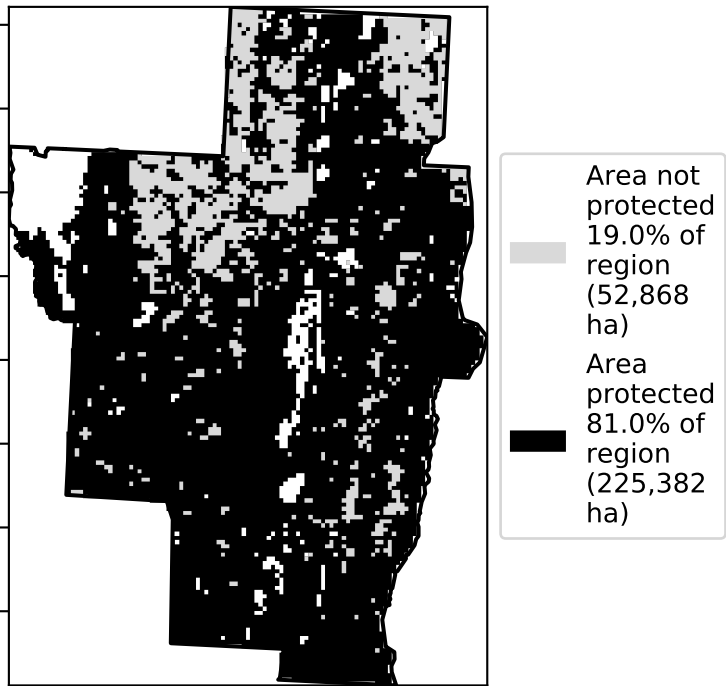 Area not
protected
19.0% of
region
(52,868
ha)
Area
protected
81.0% of
region
(225,382
ha)